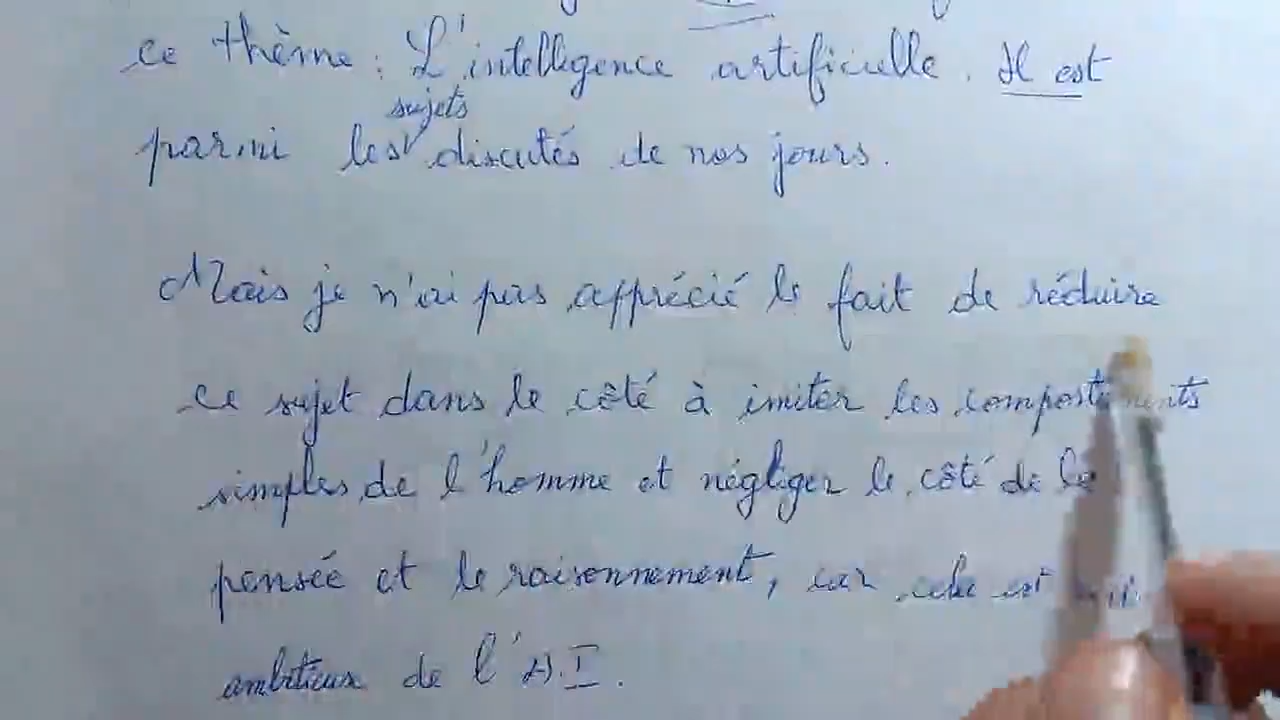 ce thème : L'intelligence artificielle. Il est
sujets
parmi les discutés de nos jours.
Mais je n'ai pas apprécié le fait de réduire
ce sujet dans le côté à imiter les comportements
simples de l'homme et négliger le côté de la
pensée et le raisonnement, car cela est
ambitieux de l'A.I.